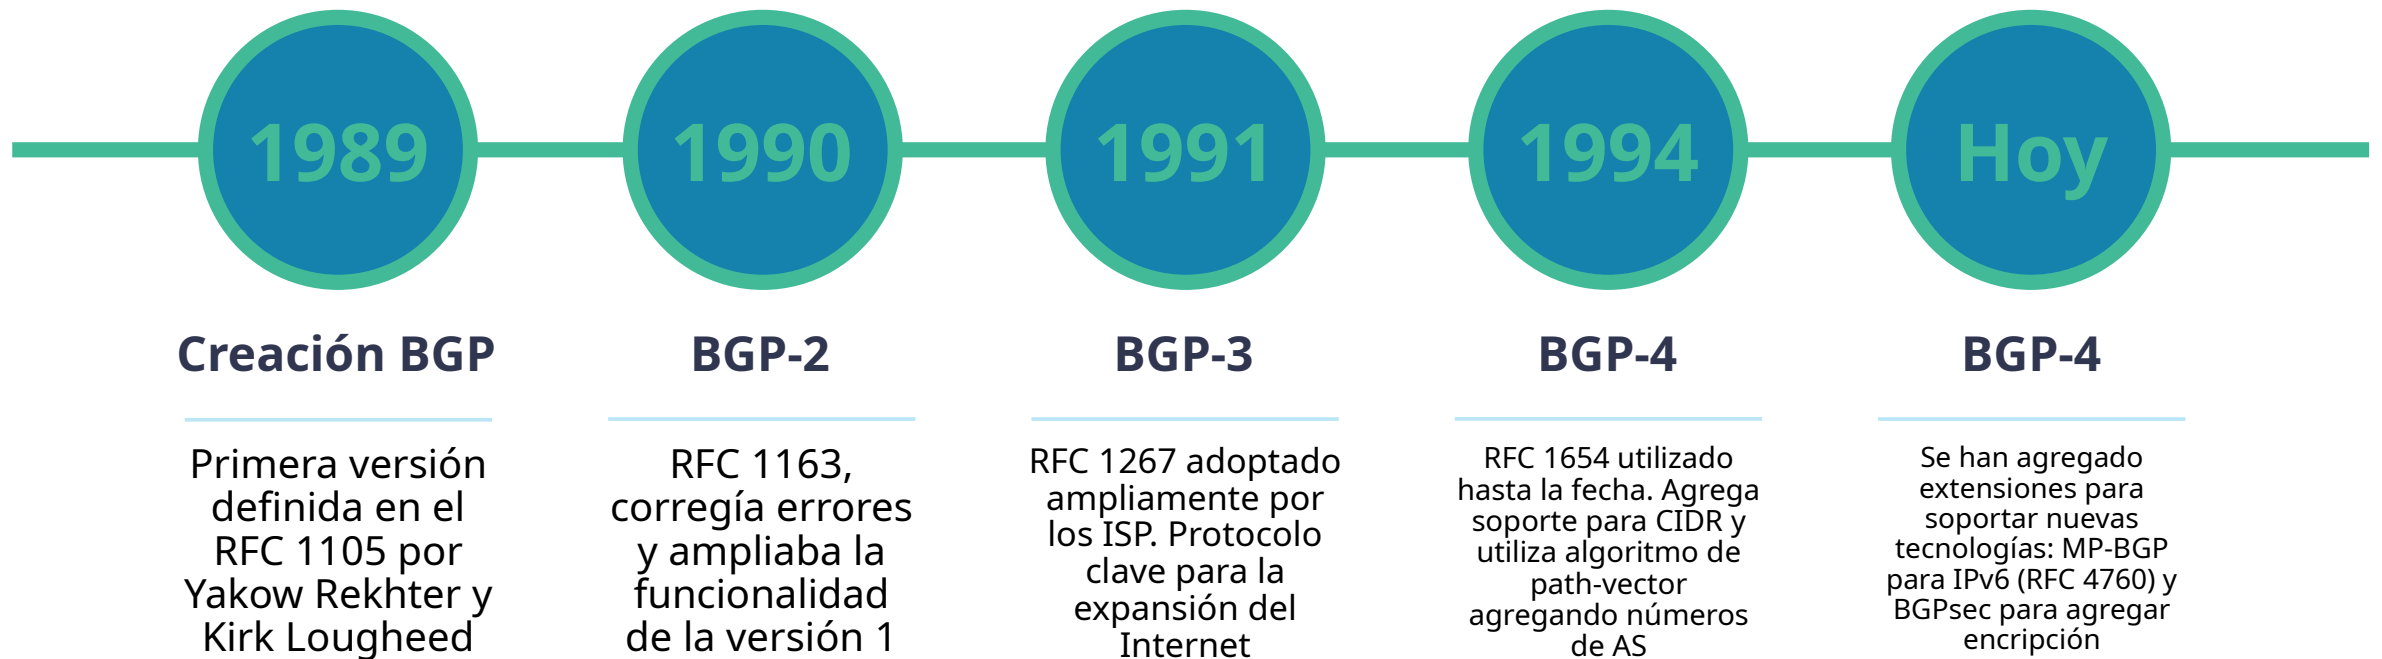 1989
Creación BGP
Primera versión
definida en el
RFC 1105 por
Yakow Rekhter y
Kirk Lougheed
1990
BGP-2
RFC 1163,
corregía errores
y ampliaba la
funcionalidad
de la versión 1
1991
BGP-3
RFC 1267 adoptado
ampliamente por
los ISP. Protocolo
clave para la
expansión del
Internet
1994
BGP-4
RFC 1654 utilizado
hasta la fecha. Agrega
soporte para CIDR y
utiliza algoritmo de
path-vector
agregando números
de AS
Hoy
BGP-4
Se han agregado
extensiones para
soportar nuevas
tecnologías: MP-BGP
para IPv6 (RFC 4760) y
BGPsec para agregar
encripción